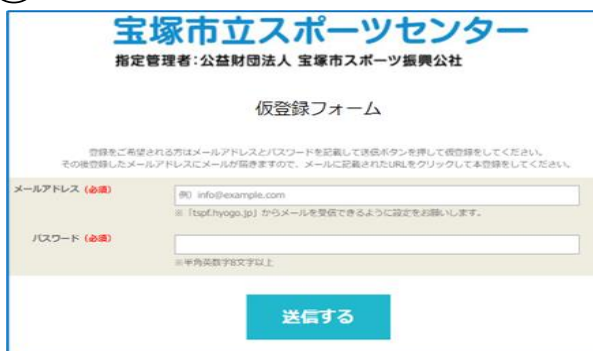 宝塚市立スポーツセンター
指定管理者:公益財団法人 宝塚市スポーツ振興公社
仮登録フォーム
登録をご希望される方はメールアドレスとパスワードを記載して送信ボタンを押して仮登録をしてください。
その後登録したメールアドレスにメールが届きますので、メールに記載されたURLをクリックして本登録をしてください。
メールアドレス (必須)
例) info@example.com
※「tspf.hyogo.jp」からメールを受信できるように設定をお願いします。
パスワード (必須)
※半角英数字8文字以上
送信する